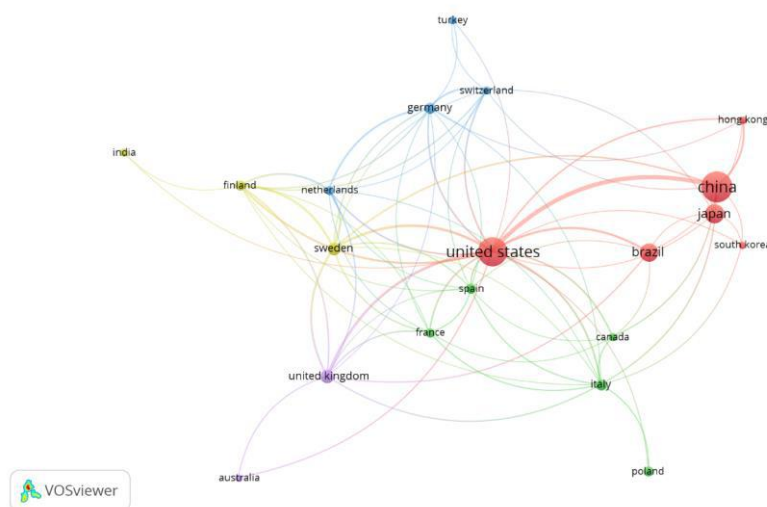 turkey
switzerland
germany
hong kong
india
finland
netherlands
china
japan
sweden
united states
brazil
south korea
spain
france
canada
united kingdom
italy
poland
australia
VOSviewer